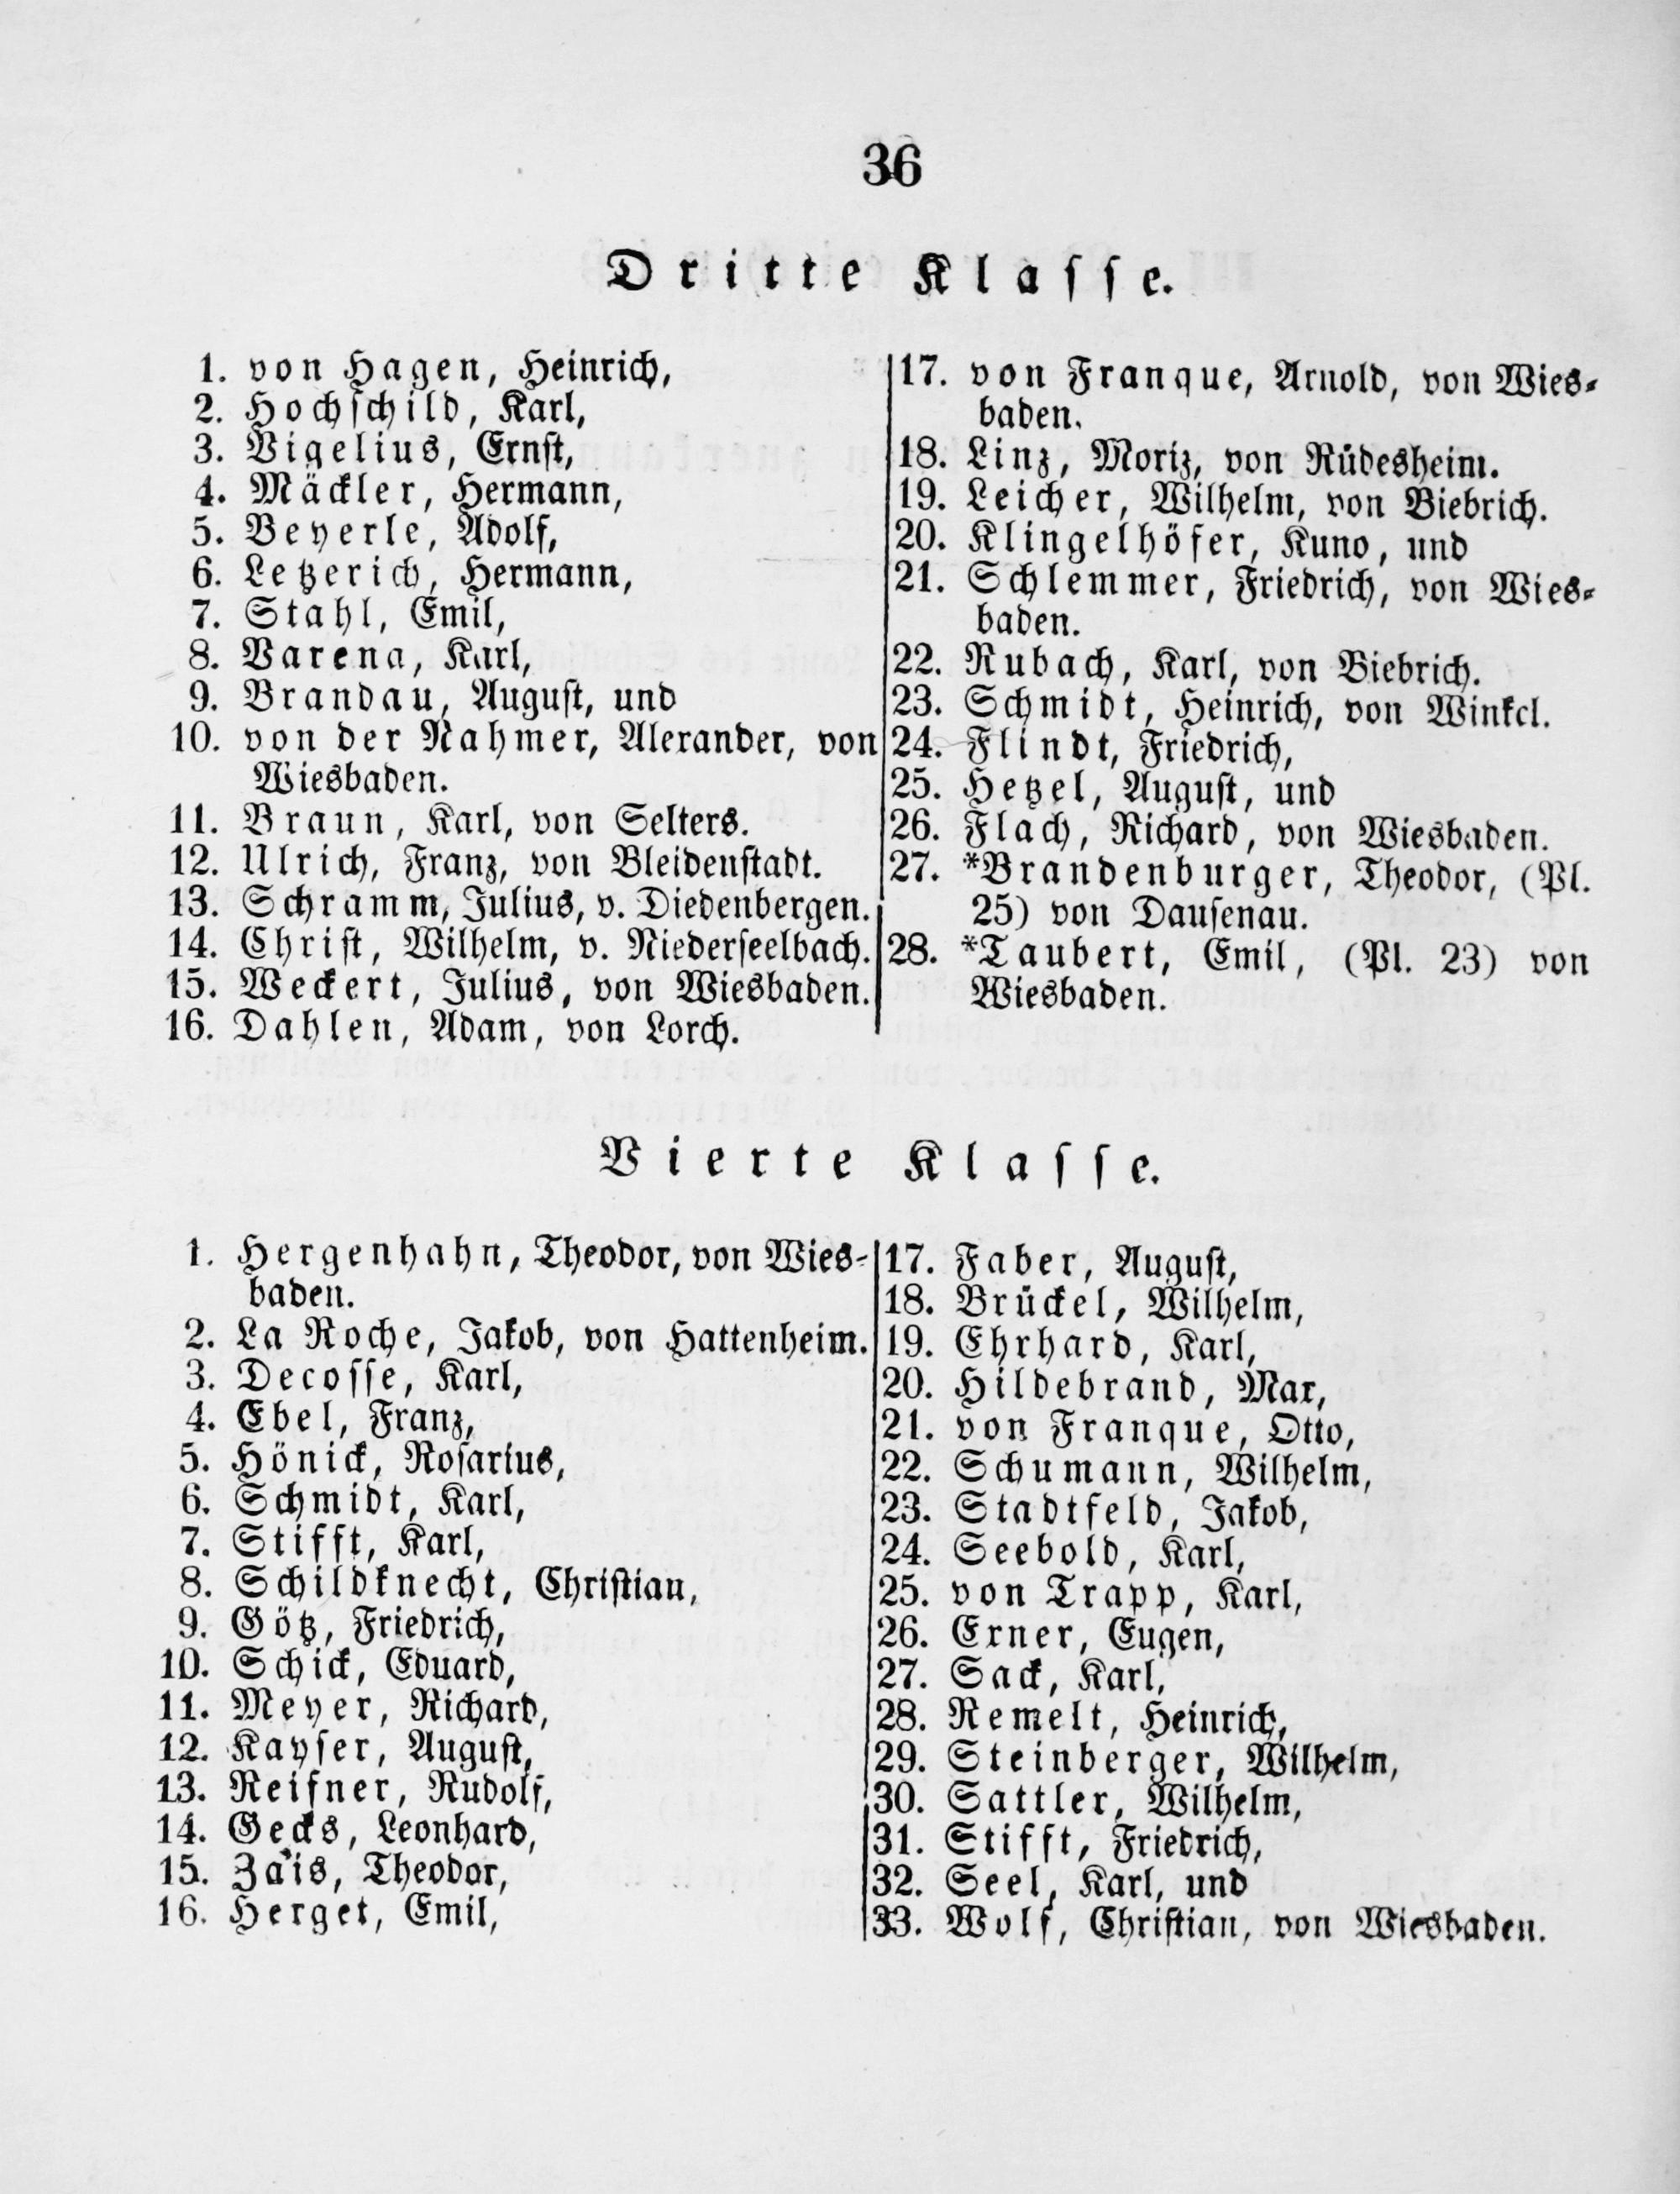 36
Dritte Klasse.
1. von Hagen, Heinrich,
2. Hochschild, Karl,
3. Vigelius, Ernst,
4. Mäckler, Hermann,
5. Beyerle, Adolf,
6. Letzerich, Hermann,
7. Stahl, Emil,
8. Varena, Karl,
9. Brandau, August, und
10. von der Nahmer, Alexander, von
Wiesbaden.
11. Braun, Karl, von Selters.
12. Ulrich, Franz, von Bleidenstadt.
13. Schramm, Julius, v. Diedenbergen.
14. Christ, Wilhelm, v. Niederseelbach.
15. Weckert, Julius, von Wiesbaden.
16. Dahlen, Adam, von Lorch.
17. von Franque, Arnold, von Wies-
baden.
18. Linz, Moriz, von Rüdesheim.
19. Leicher, Wilhelm, von Biebrich.
20. Klingelhöfer, Kuno, und
21. Schlemmer, Friedrich, von Wies-
baden.
22. Rubach, Karl, von Biebrich.
23. Schmidt, Heinrich, von Winkel.
24. Flindt, Friedrich,
25. Hetzel, August, und
26. Flach, Richard, von Wiesbaden.
27. *Brandenburger, Theodor, (Pl.
25) von Dausenau.
28. *Taubert, Emil, (Pl. 23) von
Wiesbaden.
Vierte Klasse.
1. Hergenhahn, Theodor, von Wies-
baden.
2. La Roche, Jakob, von Hattenheim.
3. Decosse, Karl,
4. Ebel, Franz,
5. Hönick, Rosarius,
6. Schmidt, Karl,
7. Stifft, Karl,
8. Schildknecht, Christian,
9. Götz, Friedrich,
10. Schick, Eduard,
11. Meyer, Richard,
12. Kayser, August,
13. Reisner, Rudolf,
14. Gecks, Leonhard,
15. Zais, Theodor,
16. Herget, Emil,
17. Faber, August,
18. Brückel, Wilhelm,
19. Ehrhard, Karl,
20. Hildebrand, Max,
21. von Franque, Otto,
22. Schumann, Wilhelm,
23. Stadtfeld, Jakob,
24. Seebold, Karl,
25. von Trapp, Karl,
26. Exner, Eugen,
27. Sack, Karl,
28. Remelt, Heinrich,
29. Steinberger, Wilhelm,
30. Sattler, Wilhelm,
31. Stifft, Friedrich,
32. Seel, Karl, und
33. Wolf, Christian, von Wiesbaden.